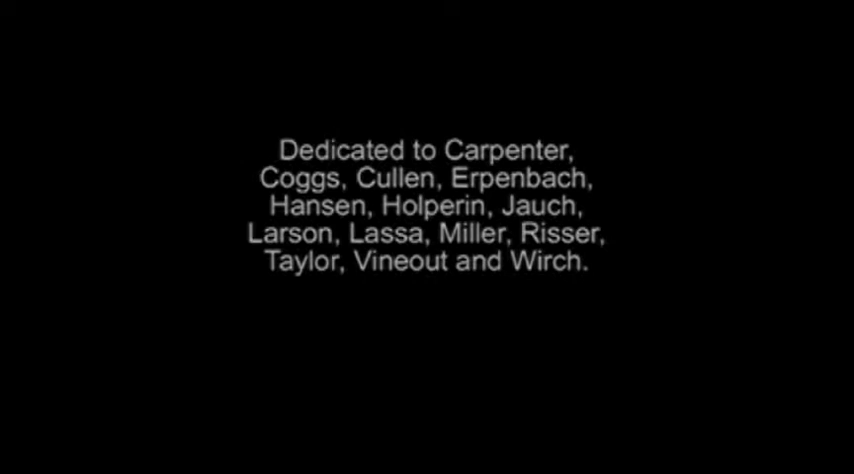 Dedicated to Carpenter,
Coggs, Cullen, Erpenbach,
Hansen, Holperin, Jauch,
Larson, Lassa, Miller, Risser,
Taylor, Vineout and Wirch.